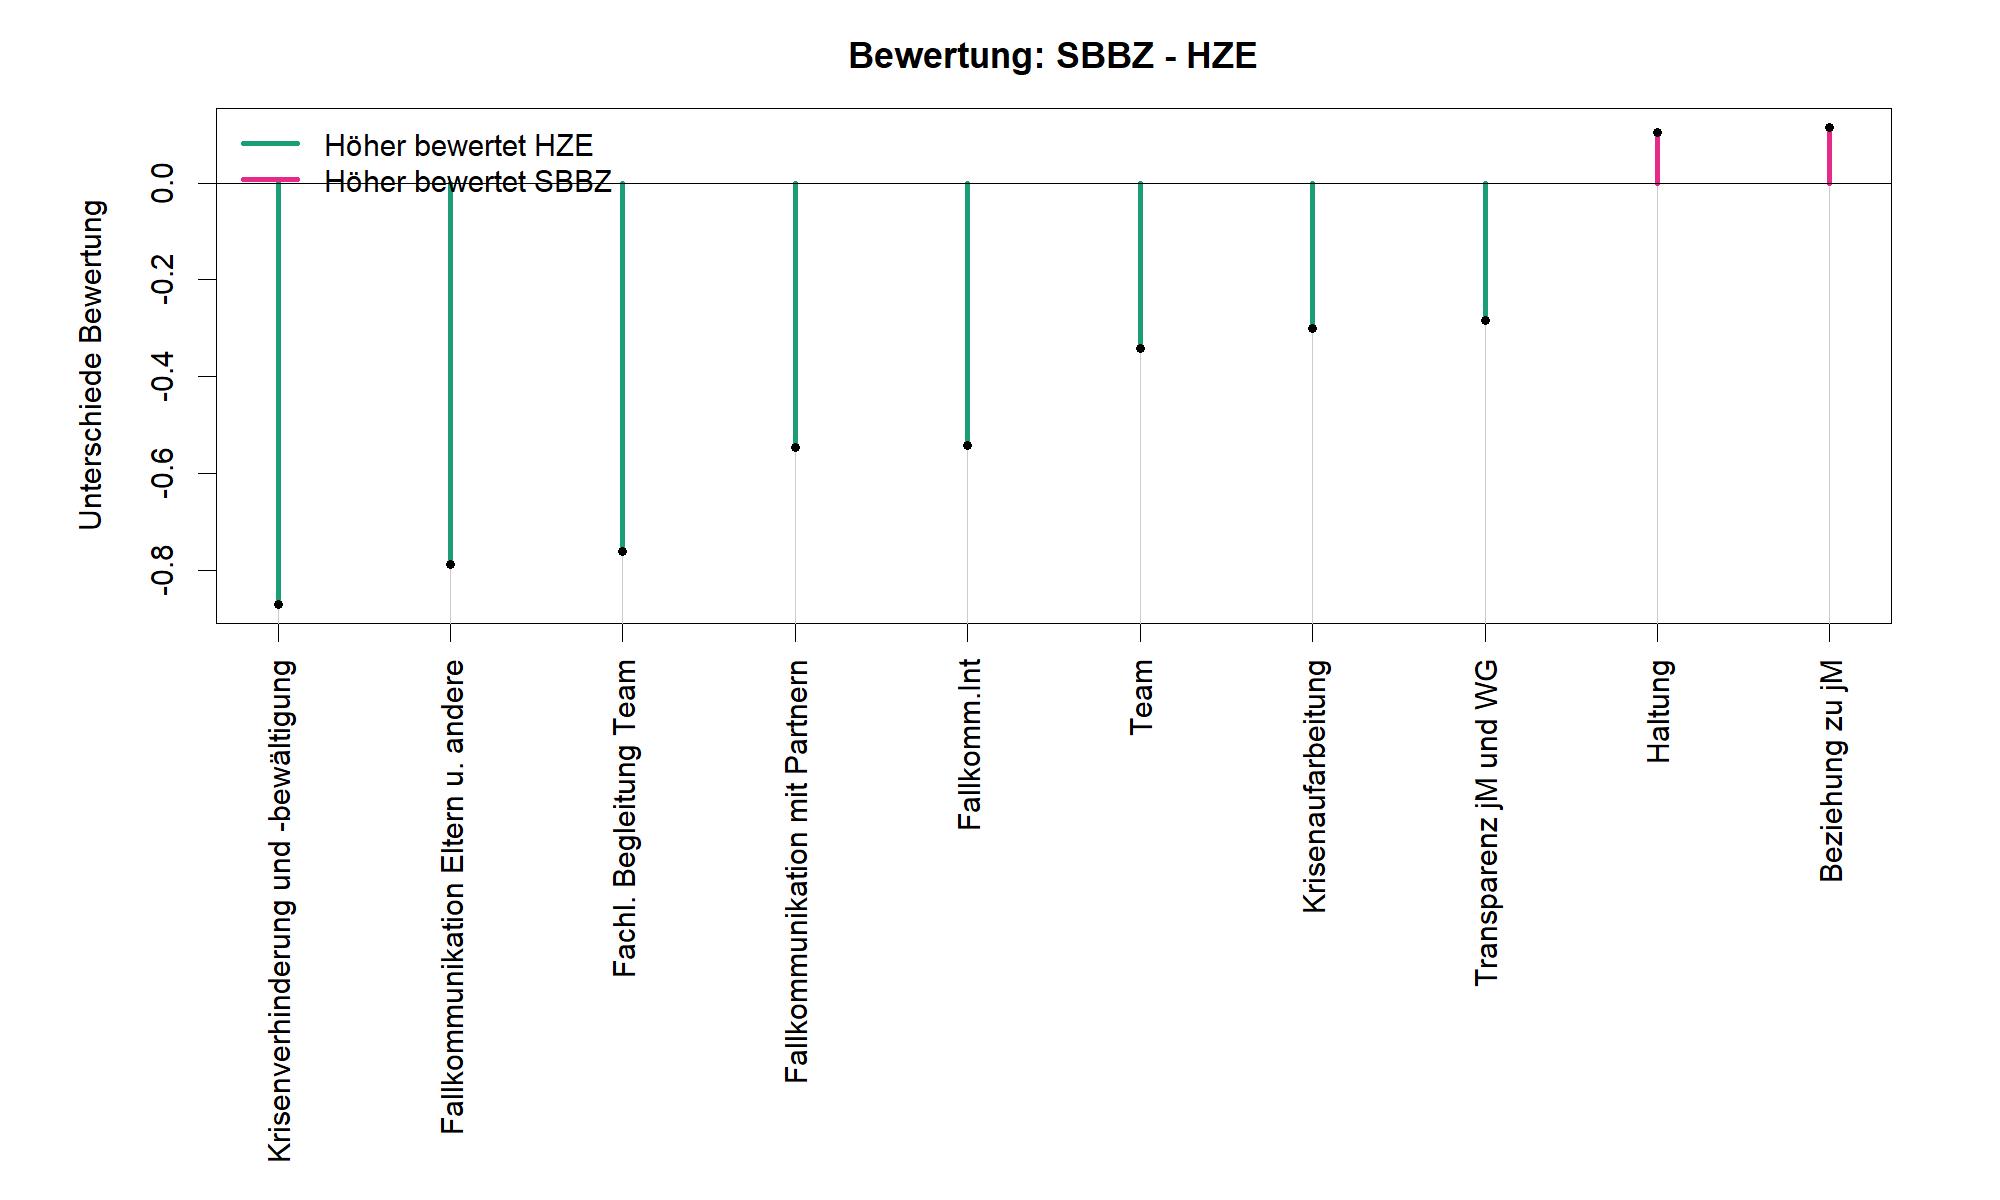 Bewertung: SBBZ - HZE
Höher bewertet HZE
Höher bewertet SBBZ
Unterschiede Bewertung
0.0
-0.2
-0.4
-0.6
-0.8
Krisenverhinderung und -bewältigung
Fallkommunikation Eltern u. andere
Fachl. Begleitung Team
Fallkommunikation mit Partnern
Fallkomm.Int
Team
Krisenaufarbeitung
Transparenz jM und WG
Haltung
Beziehung zu jM